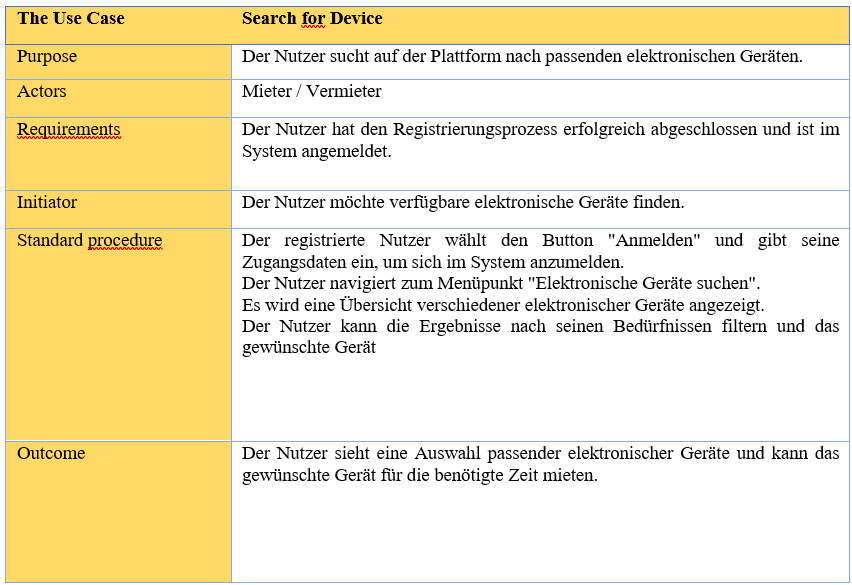 The Use Case Search for Device
Purpose Der Nutzer sucht auf der Plattform nach passenden elektronischen Geräten.
Actors Mieter / Vermieter
Requirements Der Nutzer hat den Registrierungsprozess erfolgreich abgeschlossen und ist im
System angemeldet.
Initiator Der Nutzer möchte verfügbare elektronische Geräte finden.
Standard procedure Der registrierte Nutzer wählt den Button "Anmelden" und gibt seine
Zugangsdaten ein, um sich im System anzumelden.
Der Nutzer navigiert zum Menüpunkt "Elektronische Geräte suchen".
Es wird eine Übersicht verschiedener elektronischer Geräte angezeigt.
Der Nutzer kann die Ergebnisse nach seinen Bedürfnissen filtern und das
gewünschte Gerät
Outcome Der Nutzer sieht eine Auswahl passender elektronischer Geräte und kann das
gewünschte Gerät für die benötigte Zeit mieten.